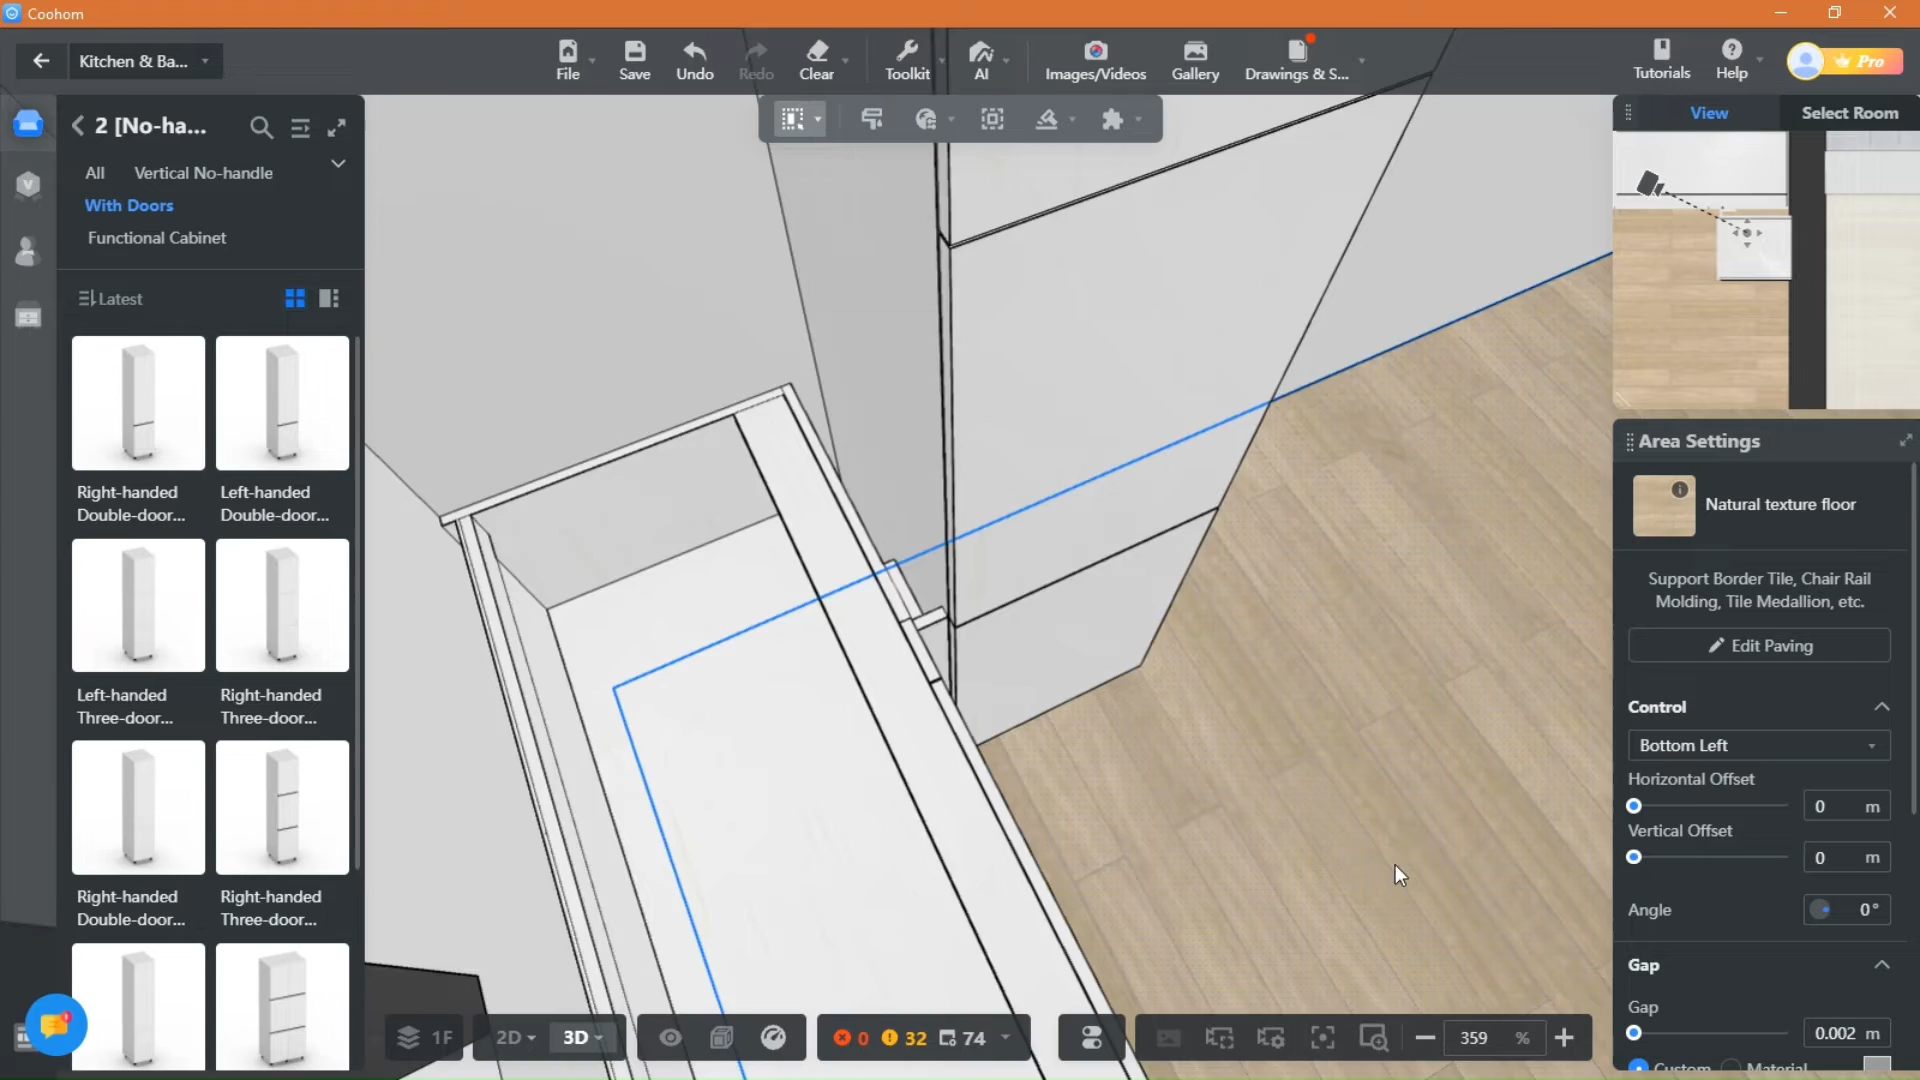 Coohom
Kitchen & Ba...
File
Save
Undo
Redo
Clear
Toolkit
AI
Images/Videos
Gallery
Drawings & S...
Tutorials
Help
Pro
2 [No-ha...
All
Vertical No-handle
With Doors
Functional Cabinet
Latest
Right-handed
Double-door...
Left-handed
Double-door...
Left-handed
Three-door...
Right-handed
Three-door...
Right-handed
Double-door...
Right-handed
Three-door...
View
Select Room
Area Settings
Natural texture floor
Support Border Tile, Chair Rail
Molding, Tile Medallion, etc.
Edit Paving
Control
Bottom Left
Horizontal Offset
0 m
Vertical Offset
0 m
Angle
0°
Gap
Gap
0.002 m
Custom
Material
1F
2D
3D
0
32
74
359 %